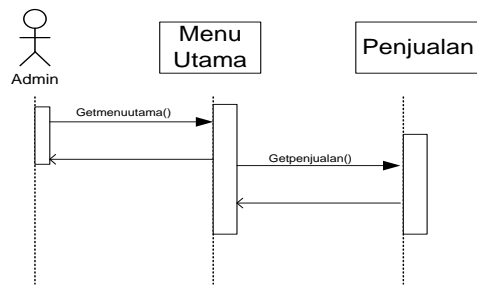 Menu
Utama
Penjualan
Admin
Getmenuutama()
Getpenjualan()